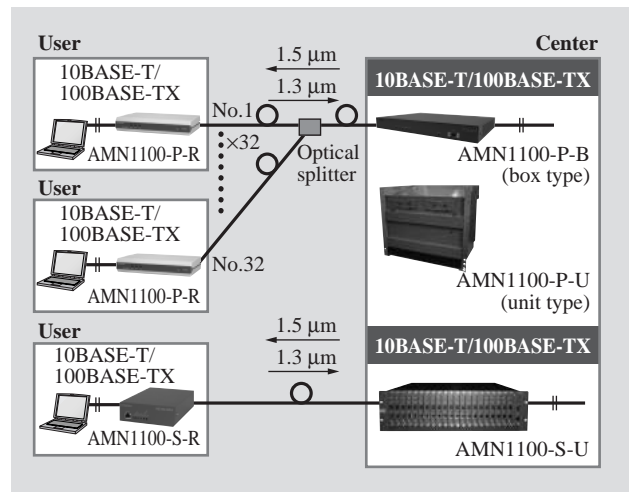 User
10BASE-T/
100BASE-TX
AMN1100-P-R
No.1
×32
1.5 μm
1.3 μm
Optical
splitter
User
10BASE-T/
100BASE-TX
AMN1100-P-R
No.32
User
10BASE-T/
100BASE-TX
AMN1100-S-R
1.5 μm
1.3 μm
Center
10BASE-T/100BASE-TX
AMN1100-P-B
(box type)
AMN1100-P-U
(unit type)
10BASE-T/100BASE-TX
AMN1100-S-U